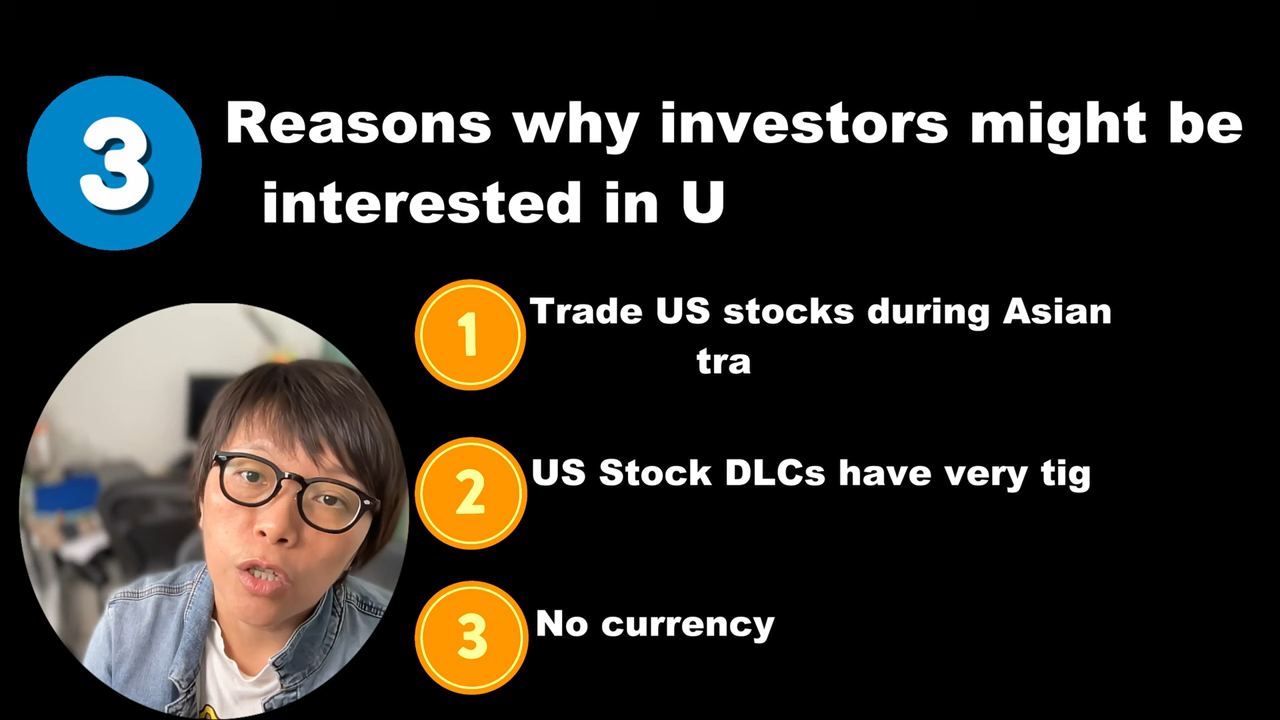 3
Reasons why investors might be
interested in U
1
Trade US stocks during Asian
tra
2
US Stock DLCs have very tig
3
No currency